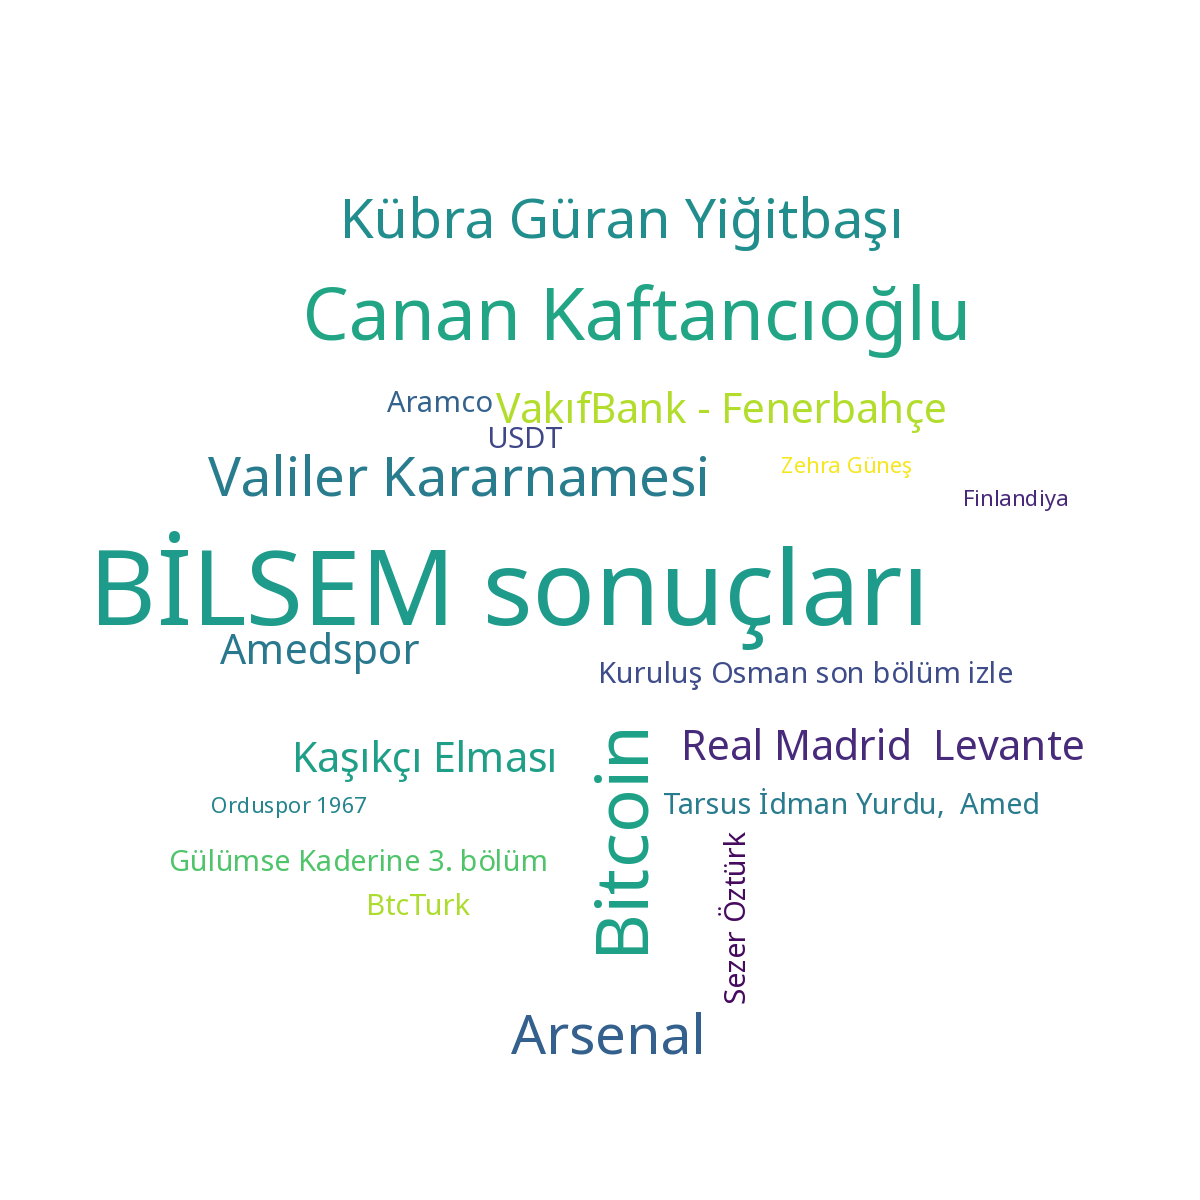 Kübra Güran Yiğitbaşı
Canan Kaftancıoğlu
Aramco
VakıfBank - Fenerbahçe
USDT
Valiler Kararnamesi
Zehra Güneş
Finlandiya
BİLSEM sonuçları
Amedspor
Kuruluş Osman son bölüm izle
Kaşıkçı Elması
Bitcoin
Real Madrid  Levante
Orduspor 1967
Tarsus İdman Yurdu,  Amed
Gülümse Kaderine 3. bölüm
BtcTurk
Sezer Öztürk
Arsenal